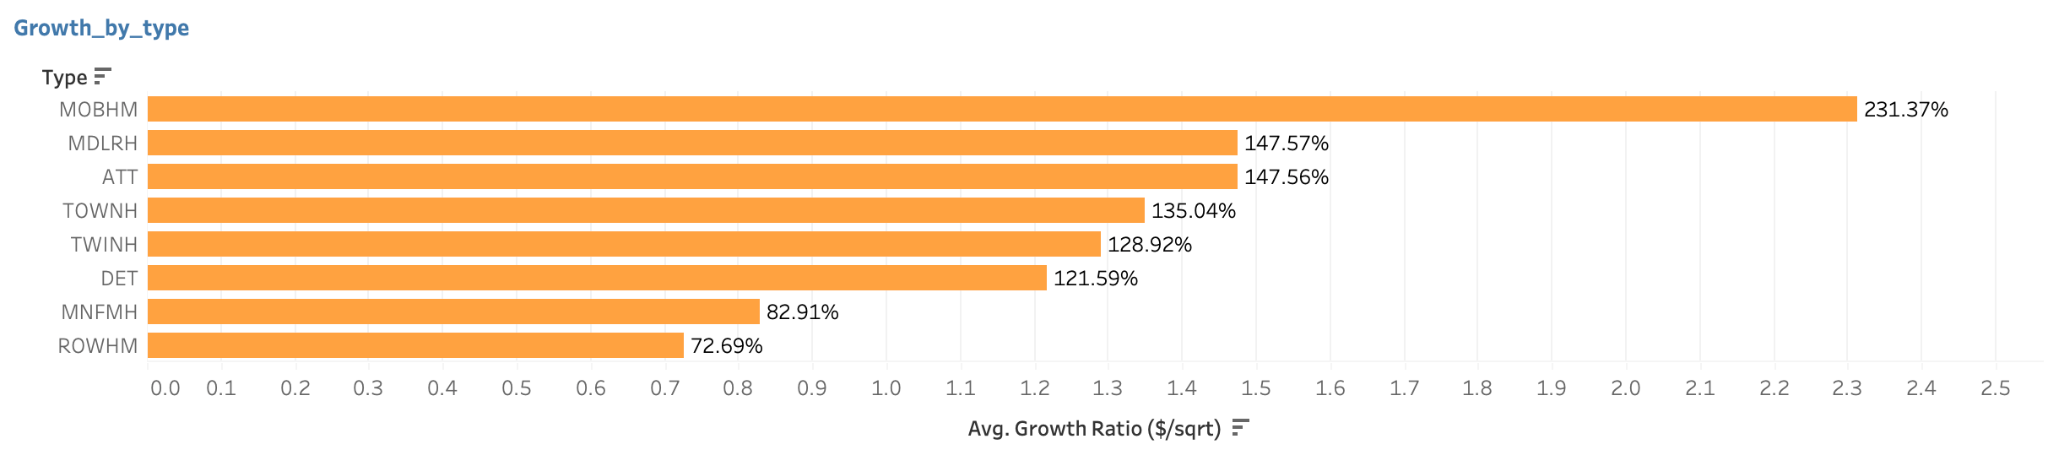 Growth_by_type
Type
MOBHM 231.37%
MDLRH 147.57%
ATT 147.56%
TOWNH 135.04%
TWINH 128.92%
DET 121.59%
MNFMH 82.91%
ROWHM 72.69%
0.0 0.1 0.2 0.3 0.4 0.5 0.6 0.7 0.8 0.9 1.0 1.1 1.2 1.3 1.4 1.5 1.6 1.7 1.8 1.9 2.0 2.1 2.2 2.3 2.4 2.5
Avg. Growth Ratio ($/sqrt)